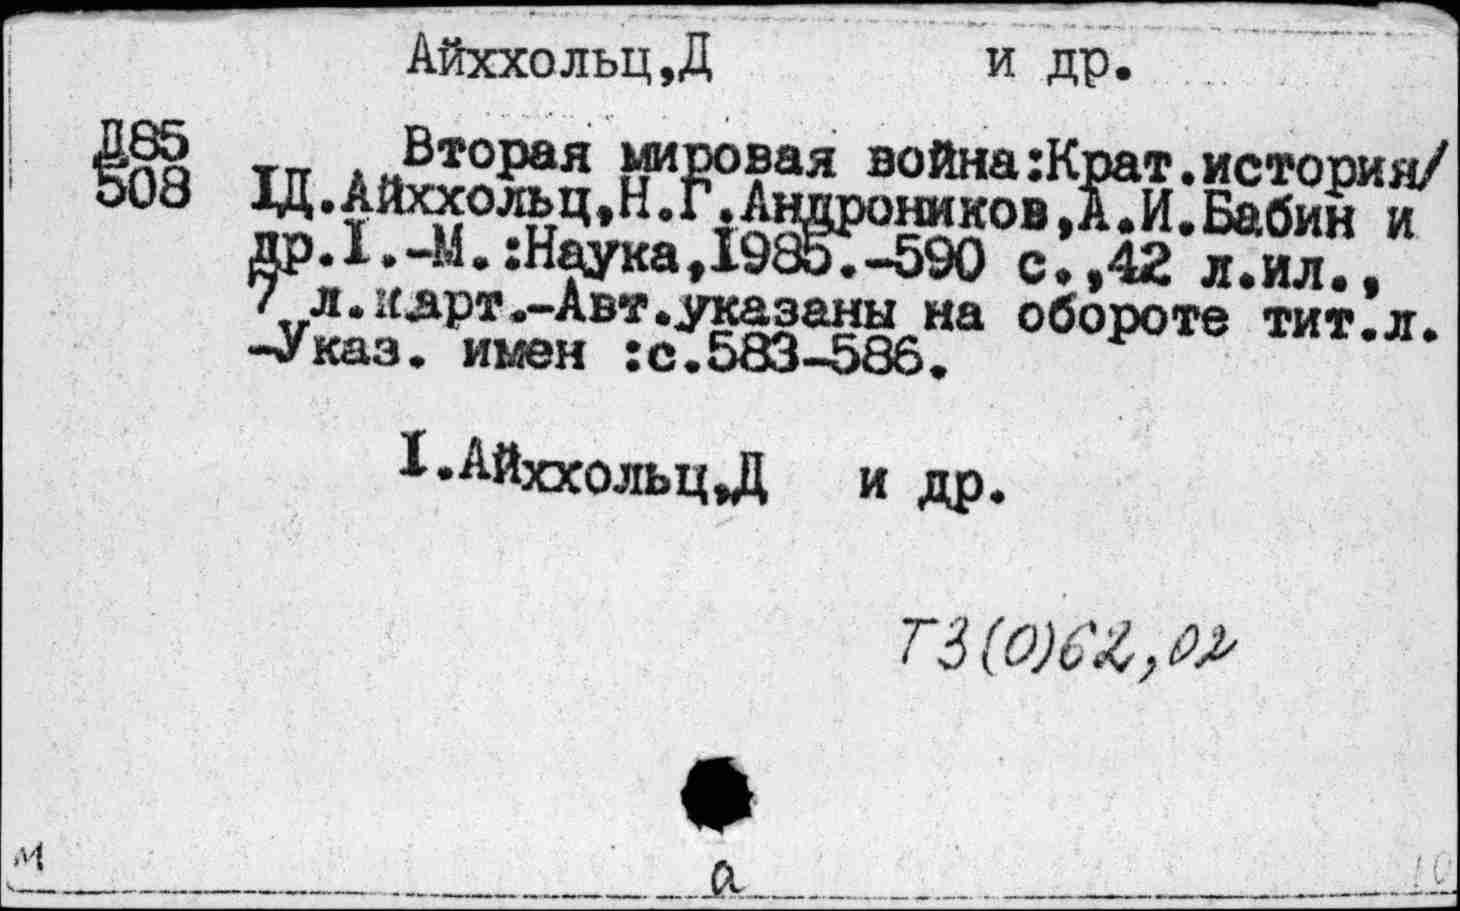 Айххольц,Д и др.
Д85 Вторая мировая война:Крат.история/
508 IД.Айххольц,Н.Г.Андроников,А.И.Бабин и
др.I.-М.:Наука,1985.-590 с.,42 л.ил.,
7 л.карт.-Авт.указаны на обороте тит.л.
-Указ. имен :с.583-586.
I.Айххольц,Д и др.
Т3(0)62,02
м
а
10